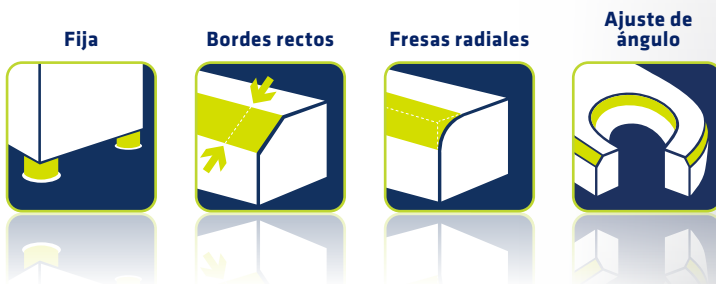 Fija
Bordes rectos
Fresas radiales
Ajuste de
ángulo